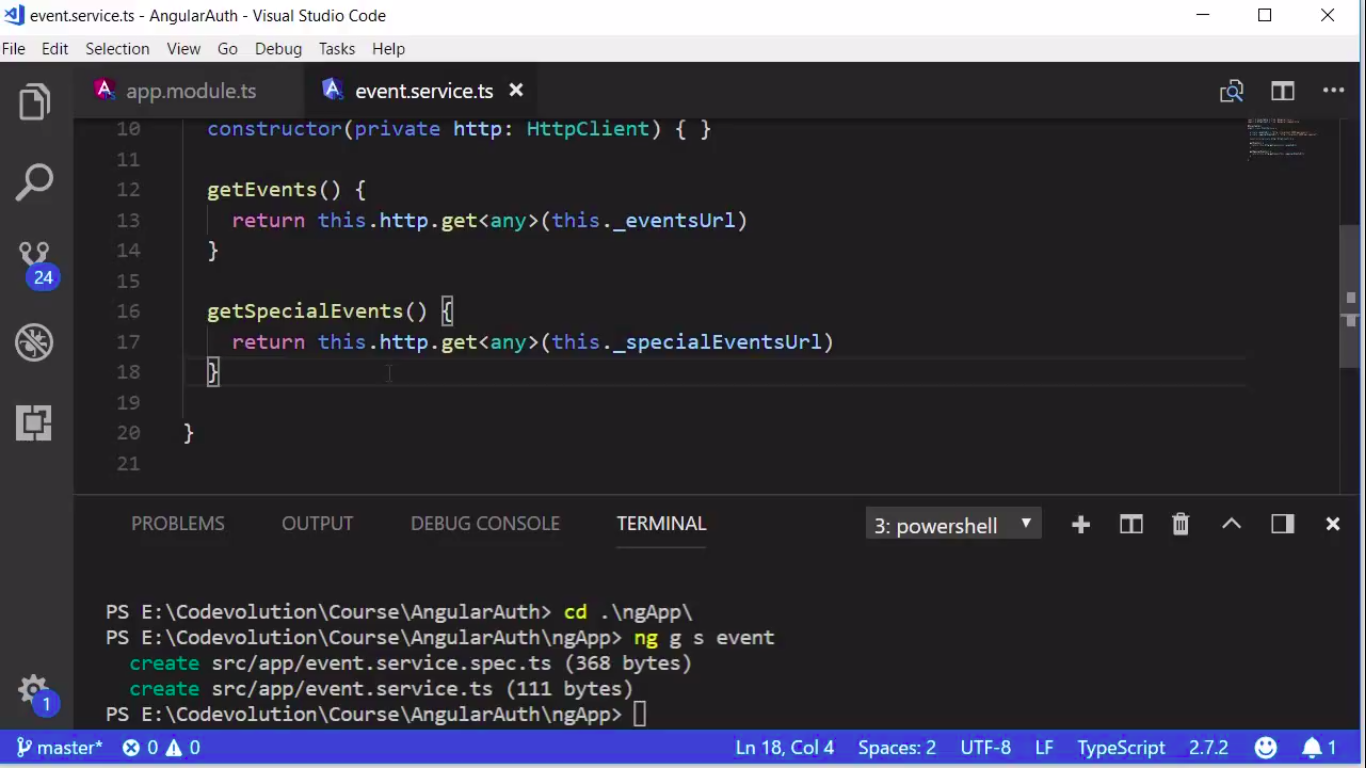 event.service.ts - AngularAuth - Visual Studio Code
File Edit Selection View Go Debug Tasks Help
app.module.ts event.service.ts
10 constructor(private http: HttpClient) { }
11
12 getEvents() {
13 return this.http.get<any>(this._eventsUrl)
14 }
15
16 getSpecialEvents() {
17 return this.http.get<any>(this._specialEventsUrl)
18 }
19
20 }
21
24
PROBLEMS OUTPUT DEBUG CONSOLE TERMINAL 3: powershell
PS E:\Codevolution\Course\AngularAuth> cd .\ngApp\
PS E:\Codevolution\Course\AngularAuth\ngApp> ng g s event
create src/app/event.service.spec.ts (368 bytes)
create src/app/event.service.ts (111 bytes)
PS E:\Codevolution\Course\AngularAuth\ngApp>
1
master* 0 0 Ln 18, Col 4 Spaces: 2 UTF-8 LF TypeScript 2.7.2 1